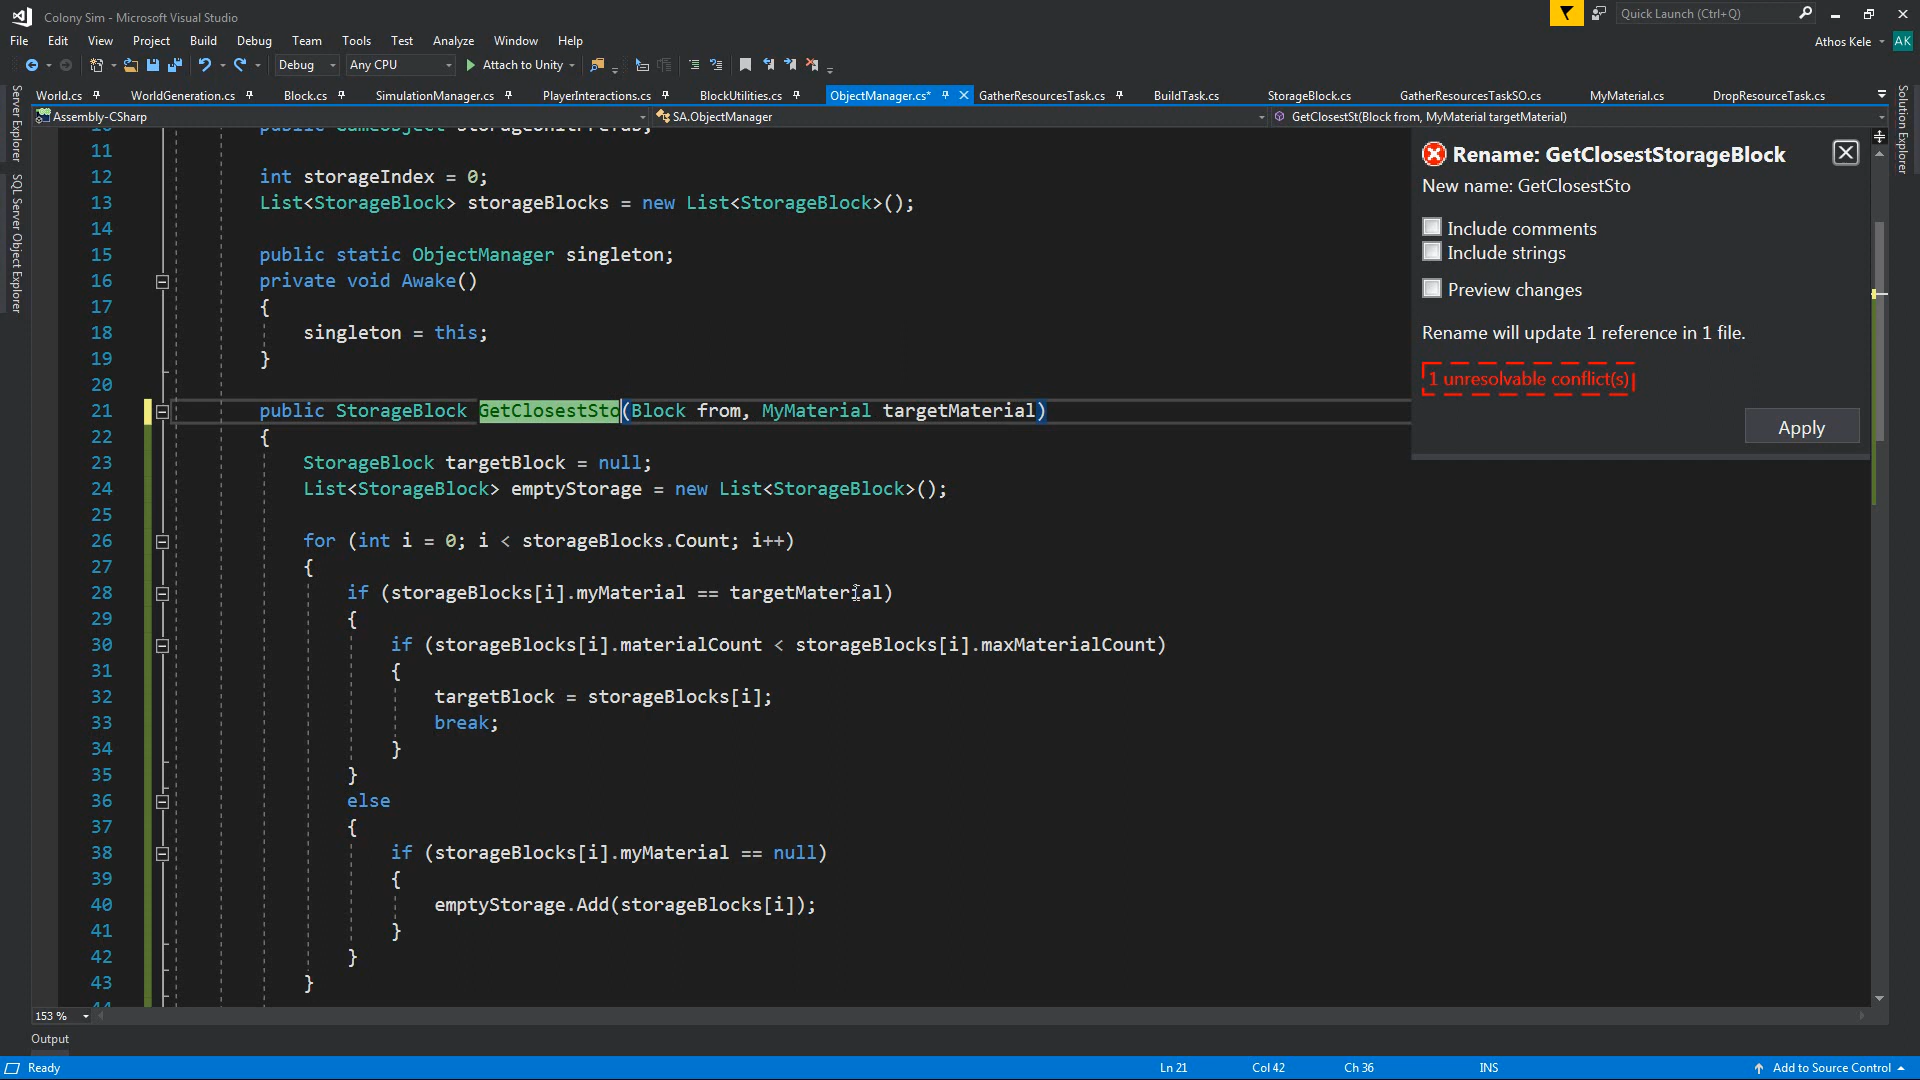 Colony Sim - Microsoft Visual Studio
Quick Launch (Ctrl+Q)
File Edit View Project Build Debug Team Tools Test Analyze Window Help
Athos Kele AK
Debug Any CPU Attach to Unity
World.cs WorldGeneration.cs Block.cs SimulationManager.cs PlayerInteractions.cs BlockUtilities.cs ObjectManager.cs* GatherResourcesTask.cs BuildTask.cs StorageBlock.cs GatherResourcesTaskSO.cs MyMaterial.cs DropResourceTask.cs
Assembly-CSharp SA.ObjectManager GetClosestSt(Block from, MyMaterial targetMaterial)
Server Explorer
SQL Server Object Explorer
Solution Explorer
11
12 int storageIndex = 0;
13 List<StorageBlock> storageBlocks = new List<StorageBlock>();
14
15 public static ObjectManager singleton;
16 private void Awake()
17 {
18 singleton = this;
19 }
20
21 public StorageBlock GetClosestSto(Block from, MyMaterial targetMaterial)
22 {
23 StorageBlock targetBlock = null;
24 List<StorageBlock> emptyStorage = new List<StorageBlock>();
25
26 for (int i = 0; i < storageBlocks.Count; i++)
27 {
28 if (storageBlocks[i].myMaterial == targetMaterial)
29 {
30 if (storageBlocks[i].materialCount < storageBlocks[i].maxMaterialCount)
31 {
32 targetBlock = storageBlocks[i];
33 break;
34 }
35 }
36 else
37 {
38 if (storageBlocks[i].myMaterial == null)
39 {
40 emptyStorage.Add(storageBlocks[i]);
41 }
42 }
43 }
Rename: GetClosestStorageBlock
New name: GetClosestSto
Include comments
Include strings
Preview changes
Rename will update 1 reference in 1 file.
1 unresolvable conflict(s)
Apply
153 %
Output
Ready Ln 21 Col 42 Ch 36 INS Add to Source Control